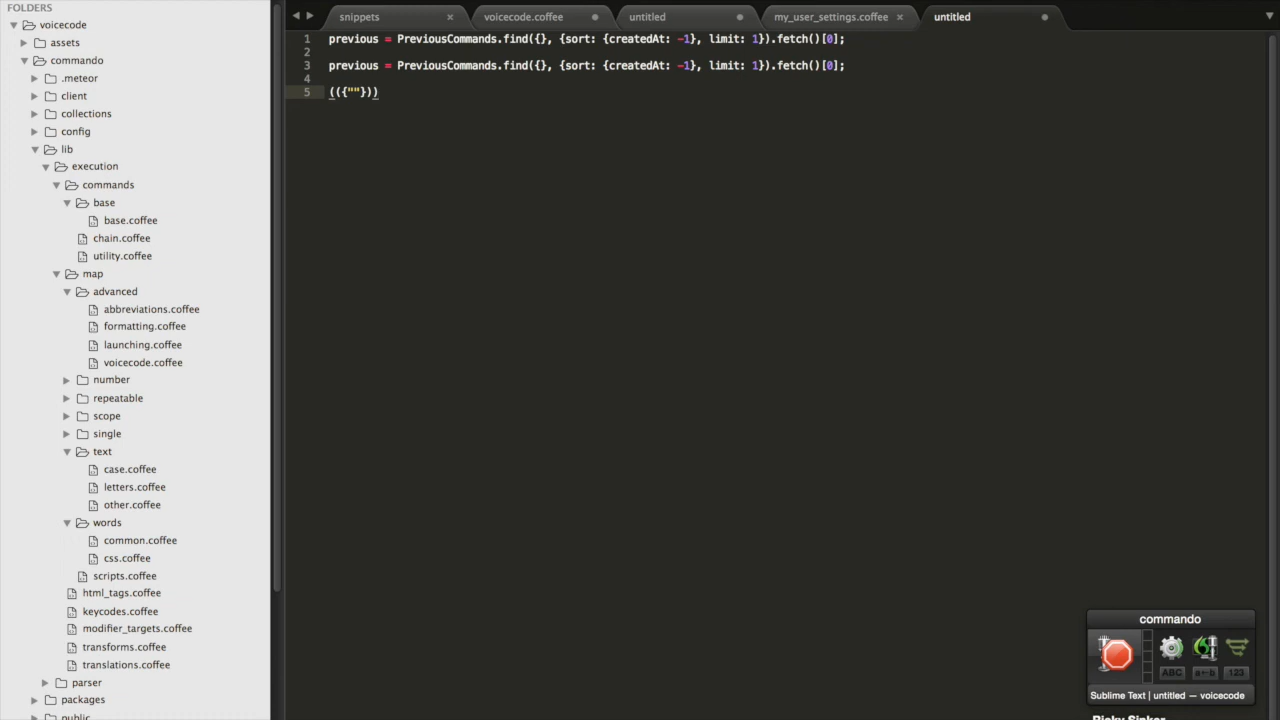 FOLDERS
voicecode
assets
commando
.meteor
client
collections
config
lib
execution
commands
base
base.coffee
chain.coffee
utility.coffee
map
advanced
abbreviations.coffee
formatting.coffee
launching.coffee
voicecode.coffee
number
repeatable
scope
single
text
case.coffee
letters.coffee
other.coffee
words
common.coffee
css.coffee
scripts.coffee
html_tags.coffee
keycodes.coffee
modifier_targets.coffee
transforms.coffee
translations.coffee
parser
packages
public
snippets
voicecode.coffee
untitled
my_user_settings.coffee
untitled
1 previous = PreviousCommands.find({}, {sort: {createdAt: -1}, limit: 1}).fetch()[0];
2
3 previous = PreviousCommands.find({}, {sort: {createdAt: -1}, limit: 1}).fetch()[0];
4
5 (({""}))
commando
ABC a←b 123
Sublime Text | untitled — voicecode
Ricky Sinker